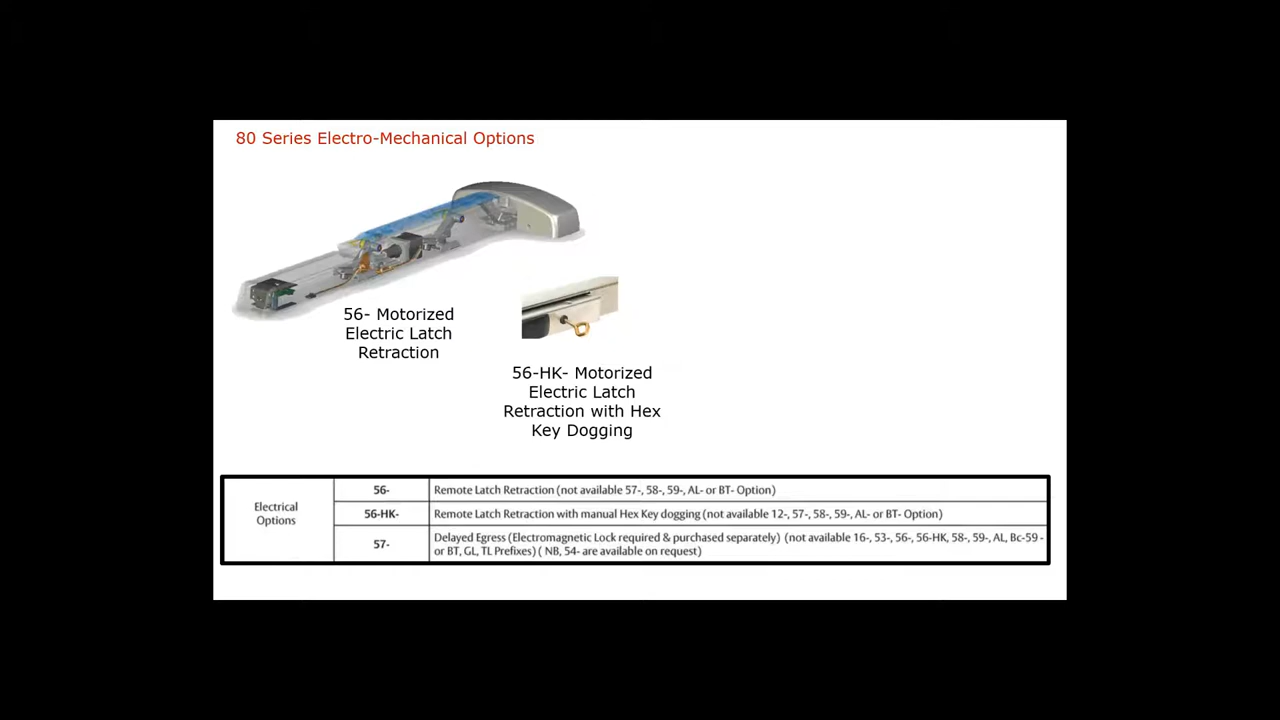 80 Series Electro-Mechanical Options
56- Motorized
Electric Latch
Retraction
56-HK- Motorized
Electric Latch
Retraction with Hex
Key Dogging
Electrical
Options
56-
Remote Latch Retraction (not available 57-, 58-, 59-, AL- or BT- Option)
56-HK-
Remote Latch Retraction with manual Hex Key dogging (not available 12-, 57-, 58-, 59-, AL- or BT- Option)
57-
Delayed Egress (Electromagnetic Lock required & purchased separately) (not available 16-, 53-, 56-, 56-HK, 58-, 59-, AL, Bc-59 -
or BT, GL, TL Prefixes) ( NB, 54- are available on request)